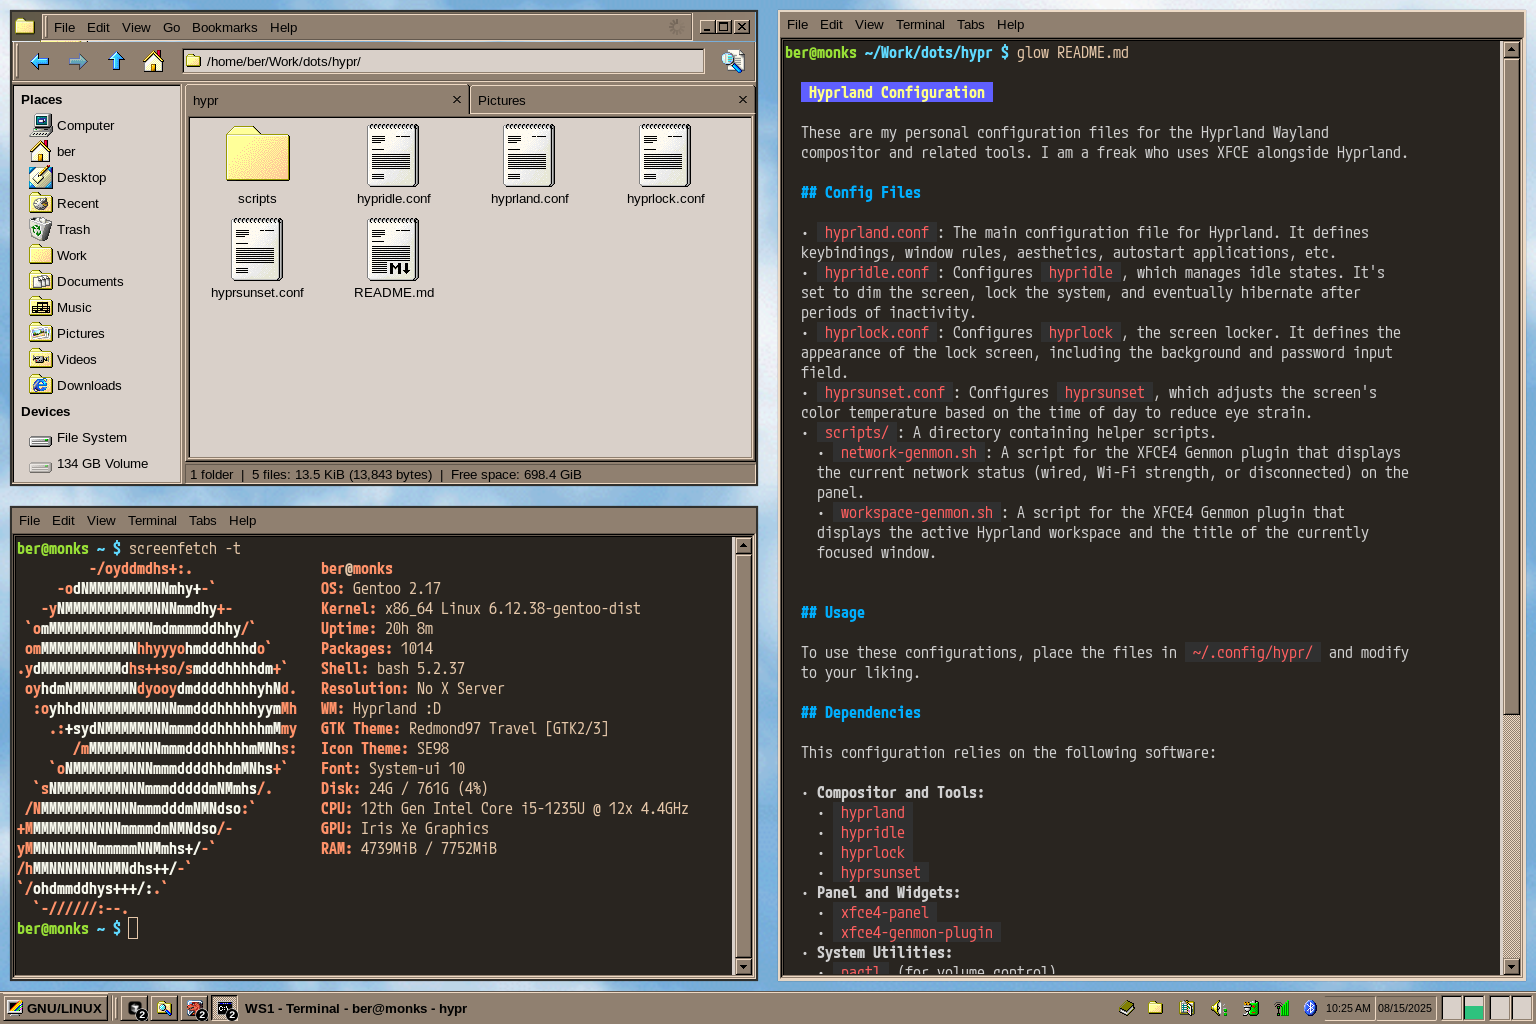 File Edit View Go Bookmarks Help
/home/ber/Work/dots/hypr/
Places
Computer
ber
Desktop
Recent
Trash
Work
Documents
Music
Pictures
Videos
Downloads
Devices
File System
134 GB Volume
hypr
Pictures
scripts
hypridle.conf
hyprland.conf
hyprlock.conf
hyprsunset.conf
README.md
1 folder | 5 files: 13.5 KiB (13,843 bytes) | Free space: 698.4 GiB
File Edit View Terminal Tabs Help
ber@monks ~ $ screenfetch -t
-/oyddmdhs+:.
-odNMMMMMMMMNNmhy+-`
-yNMMMMMMMMMMMNNNmmdhy+-
`omMMMMMMMMMMMMNmdmmmmddhhy/`
omMMMMMMMMMMMNhhyyyohmdddhhhdo`
.ydMMMMMMMMMMdhs++so/smdddhhhhdm+`
oyhdmNMMMMMMMNdyooydmddddhhhhyhNd.
:oyhhdNNMMMMMMMNNNmmdddhhhhhyymMh
.:+sydNMMMMMNNNmmmdddhhhhhhmMmy
/mMMMMMMNNNmmmdddhhhhhmMNhs:
`oNMMMMMMMNNNmmmddddhhdmMNhs+`
`sNMMMMMMMMNNNmmmdddddmNMmhs/.
/NMMMMMMMMNNNNmmmdddmNMNdso:`
+MMMMMMMNNNNNmmmmdmNMNdso/-
yMMNNNNNNNmmmmmNNMmhs+/-`
/hMMNNNNNNNNMNdhs++/-`
`/ohdmmddhys+++/:.`
`-//////:--.
ber@monks
OS: Gentoo 2.17
Kernel: x86_64 Linux 6.12.38-gentoo-dist
Uptime: 20h 8m
Packages: 1014
Shell: bash 5.2.37
Resolution: No X Server
WM: Hyprland :D
GTK Theme: Redmond97 Travel [GTK2/3]
Icon Theme: SE98
Font: System-ui 10
Disk: 24G / 761G (4%)
CPU: 12th Gen Intel Core i5-1235U @ 12x 4.4GHz
GPU: Iris Xe Graphics
RAM: 4739MiB / 7752MiB
ber@monks ~ $
File Edit View Terminal Tabs Help
ber@monks ~/Work/dots/hypr $ glow README.md
Hyprland Configuration
These are my personal configuration files for the Hyprland Wayland
compositor and related tools. I am a freak who uses XFCE alongside Hyprland.
## Config Files
• hyprland.conf : The main configuration file for Hyprland. It defines
keybindings, window rules, aesthetics, autostart applications, etc.
• hypridle.conf : Configures hypridle , which manages idle states. It's
set to dim the screen, lock the system, and eventually hibernate after
periods of inactivity.
• hyprlock.conf : Configures hyprlock , the screen locker. It defines the
appearance of the lock screen, including the background and password input
field.
• hyprsunset.conf : Configures hyprsunset , which adjusts the screen's
color temperature based on the time of day to reduce eye strain.
• scripts/ : A directory containing helper scripts.
• network-genmon.sh : A script for the XFCE4 Genmon plugin that displays
the current network status (wired, Wi-Fi strength, or disconnected) on the
panel.
• workspace-genmon.sh : A script for the XFCE4 Genmon plugin that
displays the active Hyprland workspace and the title of the currently
focused window.
## Usage
To use these configurations, place the files in ~/.config/hypr/ and modify
to your liking.
## Dependencies
This configuration relies on the following software:
• Compositor and Tools:
• hyprland
• hypridle
• hyprlock
• hyprsunset
• Panel and Widgets:
• xfce4-panel
• xfce4-genmon-plugin
• System Utilities:
• pactl (for volume control)
GNU/LINUX
2
2
2
WS1 - Terminal - ber@monks - hypr
10:25 AM
08/15/2025